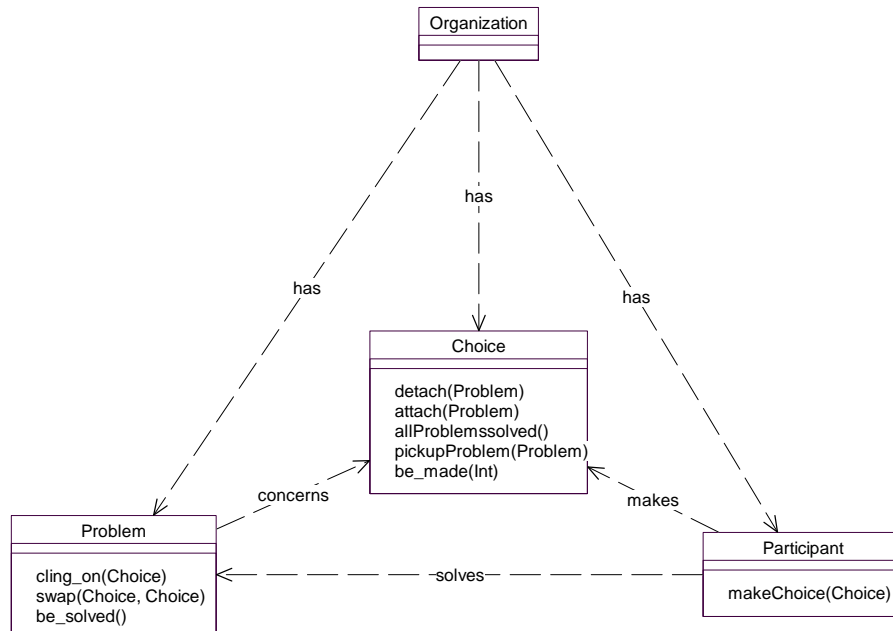 Organization
has
has
has
Choice
detach(Problem)
attach(Problem)
allProblemssolved()
pickupProblem(Problem)
be_made(Int)
concerns
makes
Problem
cling_on(Choice)
swap(Choice, Choice)
be_solved()
solves
Participant
makeChoice(Choice)